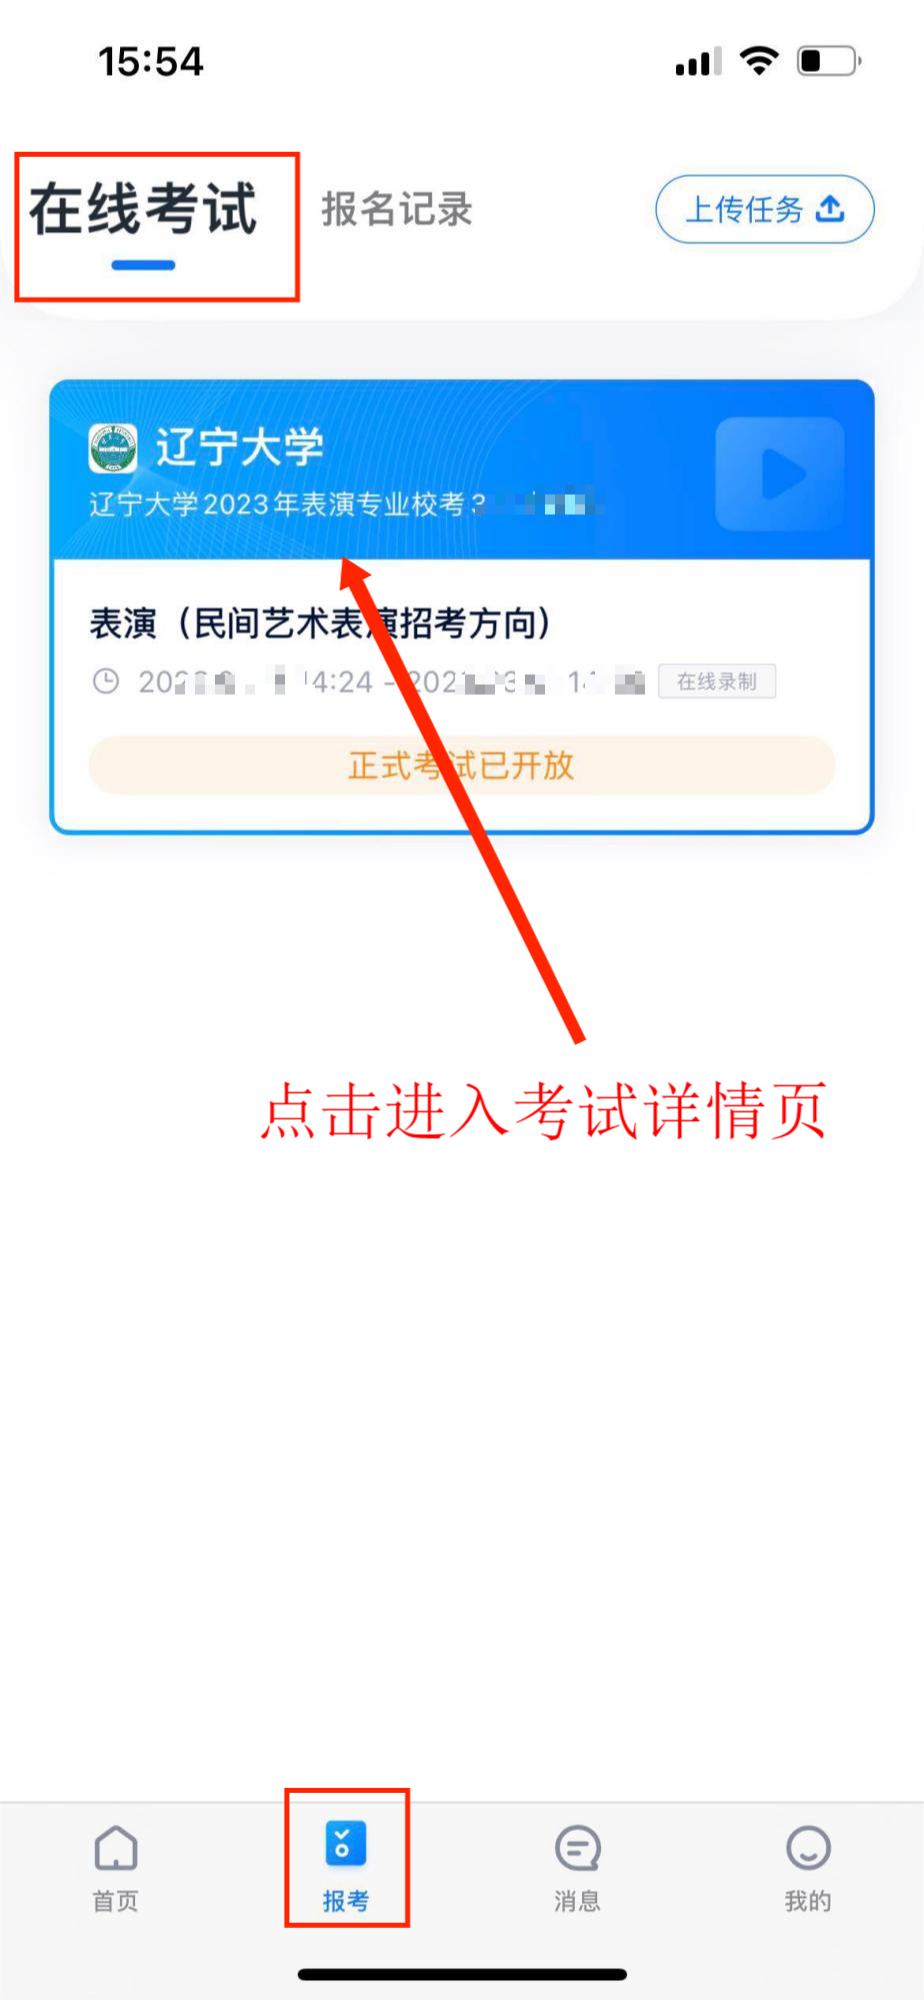 15:54
在线考试
报名记录
上传任务
辽宁大学
辽宁大学2023年表演专业校考3
表演（民间艺术表演招考方向）
在线录制
正式考试已开放
点击进入考试详情页
首页
报考
消息
我的